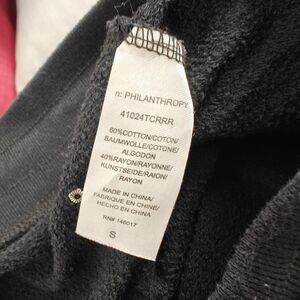 n: PHILANTHROPY
41024TCRRR
60%COTTON/COTON/
BAUMWOLLE/COTONE/
ALGODON
40%RAYON/RAYONNE/
KUNSTSEIDE/RAION/
RAYON
MADE IN CHINA/
FABRIQUE EN CHINE/
HECHO EN CHINA
RN# 146017
S